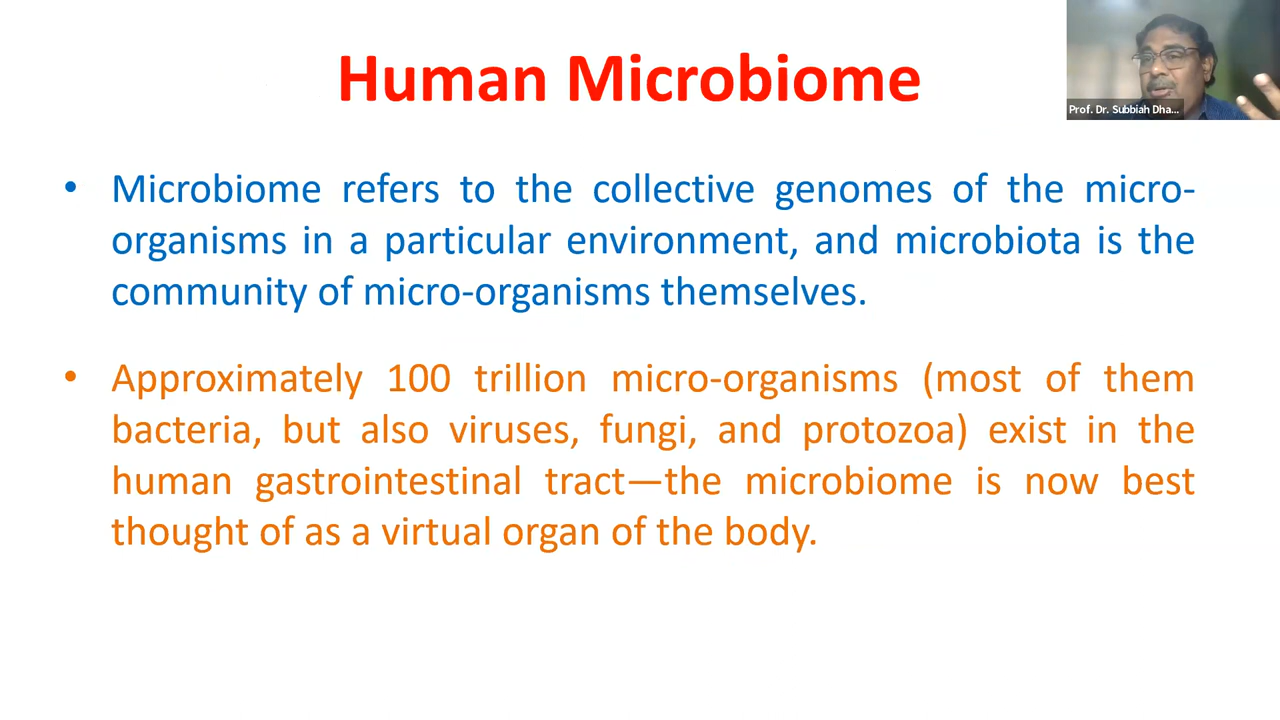 Human Microbiome
Prof. Dr. Subbiah Dha...
• Microbiome refers to the collective genomes of the micro-
organisms in a particular environment, and microbiota is the
community of micro-organisms themselves.
• Approximately 100 trillion micro-organisms (most of them
bacteria, but also viruses, fungi, and protozoa) exist in the
human gastrointestinal tract—the microbiome is now best
thought of as a virtual organ of the body.